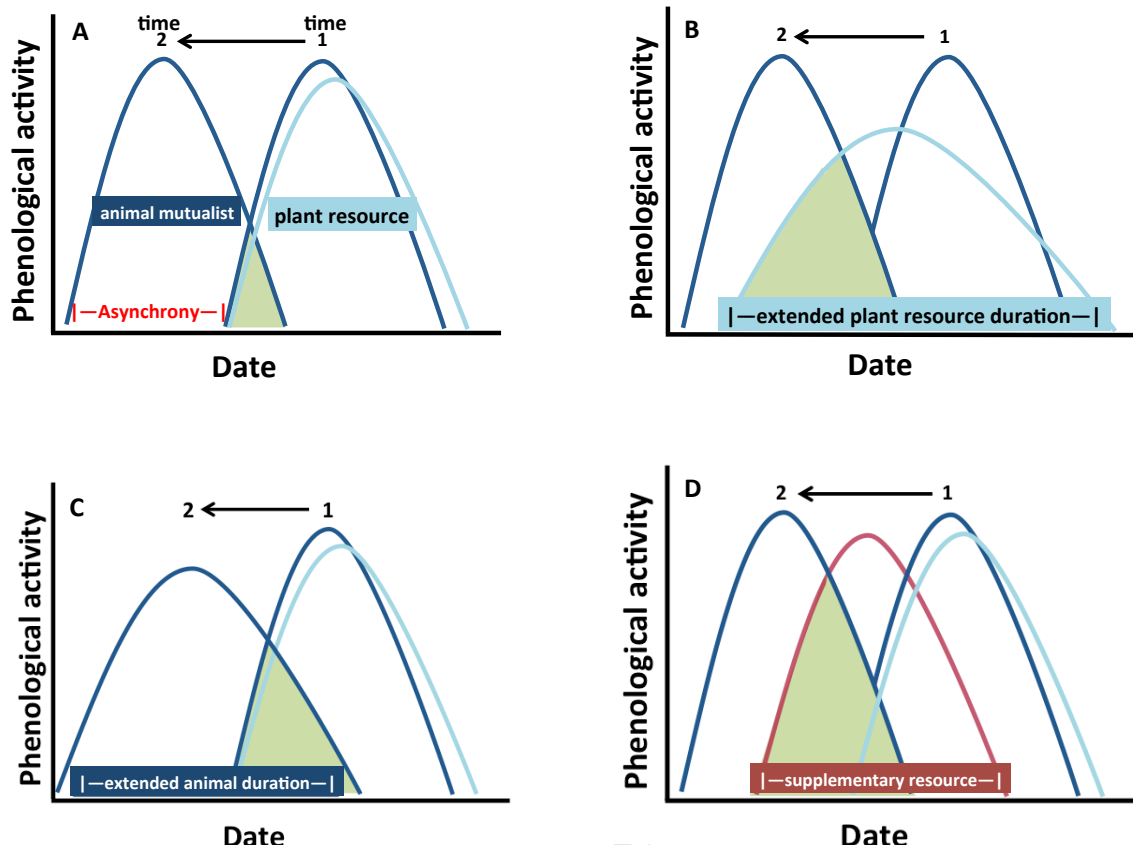 A
time
2
time
1
Phenological activity
animal mutualist
plant resource
|—Asynchrony—|
Date
B
2
1
Phenological activity
|—extended plant resource duration—|
Date
C
2
1
Phenological activity
|—extended animal duration—|
Date
D
2
1
Phenological activity
|—supplementary resource—|
Date